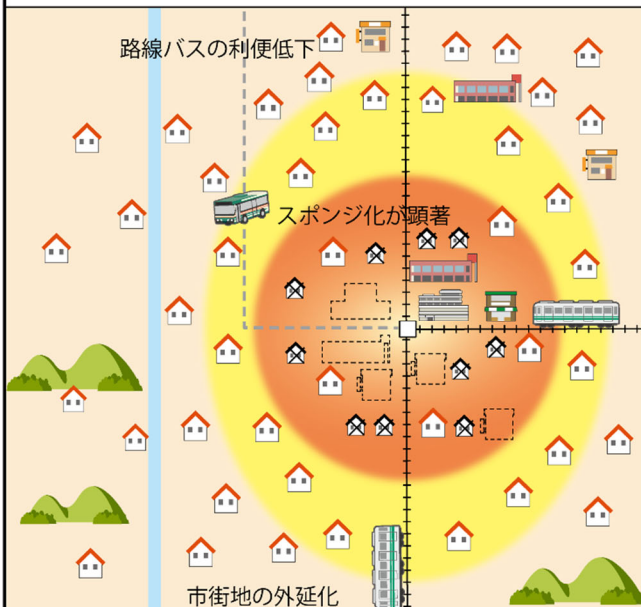 路線バスの利便低下
スポンジ化が顕著
市街地の外延化